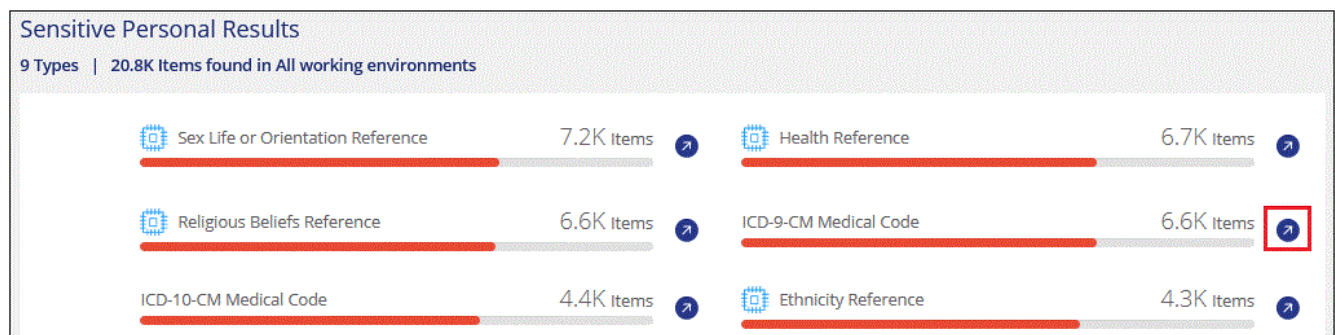 Sensitive Personal Results
9 Types | 20.8K Items found in All working environments
Sex Life or Orientation Reference 7.2K Items
Health Reference 6.7K Items
Religious Beliefs Reference 6.6K Items
ICD-9-CM Medical Code 6.6K Items
ICD-10-CM Medical Code 4.4K Items
Ethnicity Reference 4.3K Items